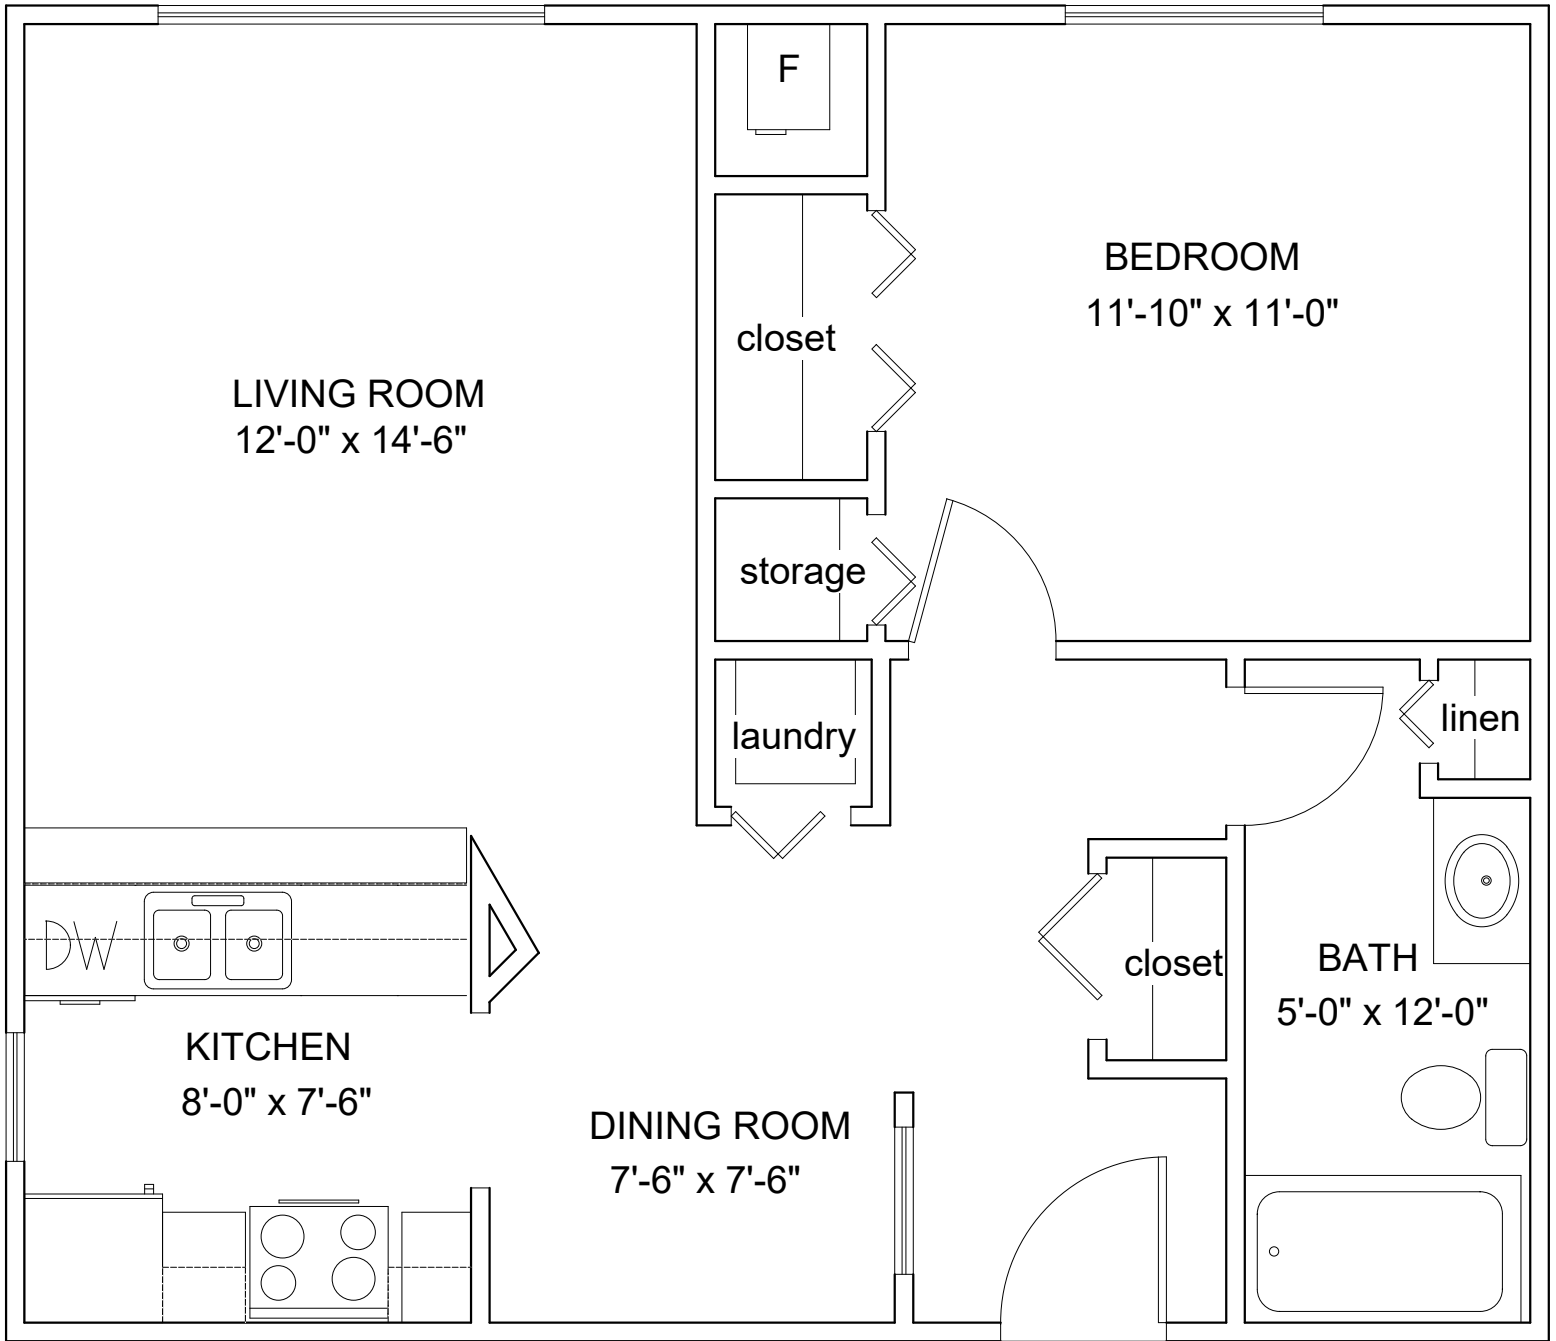 F
BEDROOM
11'-10" x 11'-0"
closet
LIVING ROOM
12'-0" x 14'-6"
storage
laundry
linen
DW
closet
BATH
5'-0" x 12'-0"
KITCHEN
8'-0" x 7'-6"
DINING ROOM
7'-6" x 7'-6"